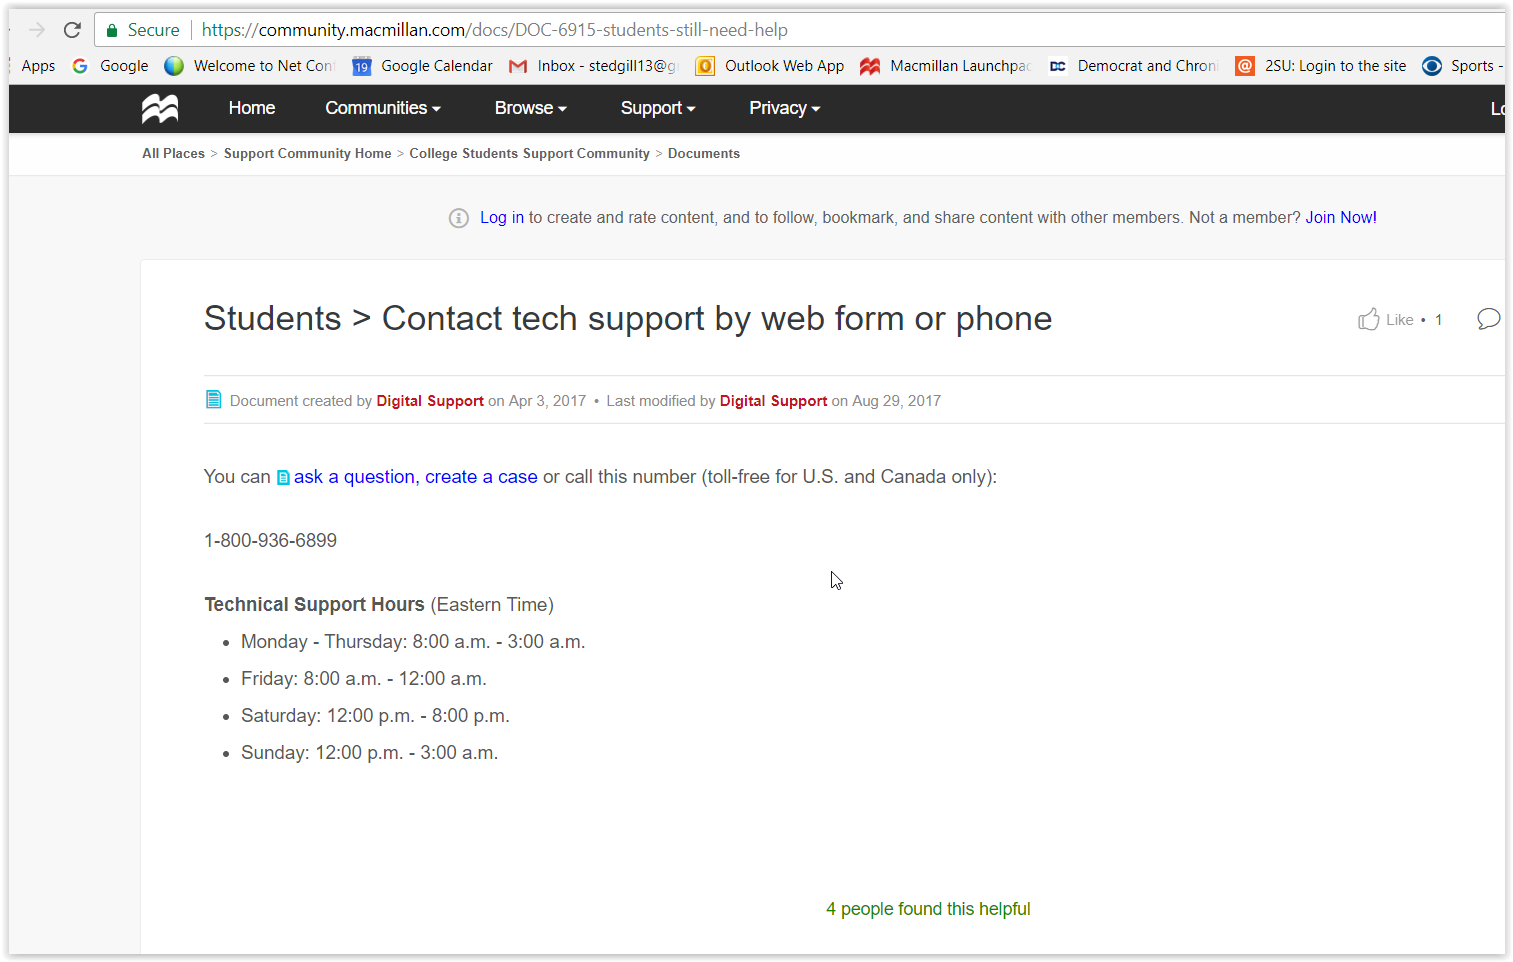 Secure https://community.macmillan.com/docs/DOC-6915-students-still-need-help
Apps Google Welcome to Net Con 19 Google Calendar Inbox - stedgill13@g Outlook Web App Macmillan Launchpa DC Democrat and Chroni 2SU: Login to the site Sports -
Home Communities Browse Support Privacy Lo
All Places > Support Community Home > College Students Support Community > Documents
Log in to create and rate content, and to follow, bookmark, and share content with other members. Not a member? Join Now!
Students > Contact tech support by web form or phone
Like • 1
Document created by Digital Support on Apr 3, 2017 • Last modified by Digital Support on Aug 29, 2017
You can ask a question, create a case or call this number (toll-free for U.S. and Canada only):
1-800-936-6899
Technical Support Hours (Eastern Time)
• Monday - Thursday: 8:00 a.m. - 3:00 a.m.
• Friday: 8:00 a.m. - 12:00 a.m.
• Saturday: 12:00 p.m. - 8:00 p.m.
• Sunday: 12:00 p.m. - 3:00 a.m.
4 people found this helpful